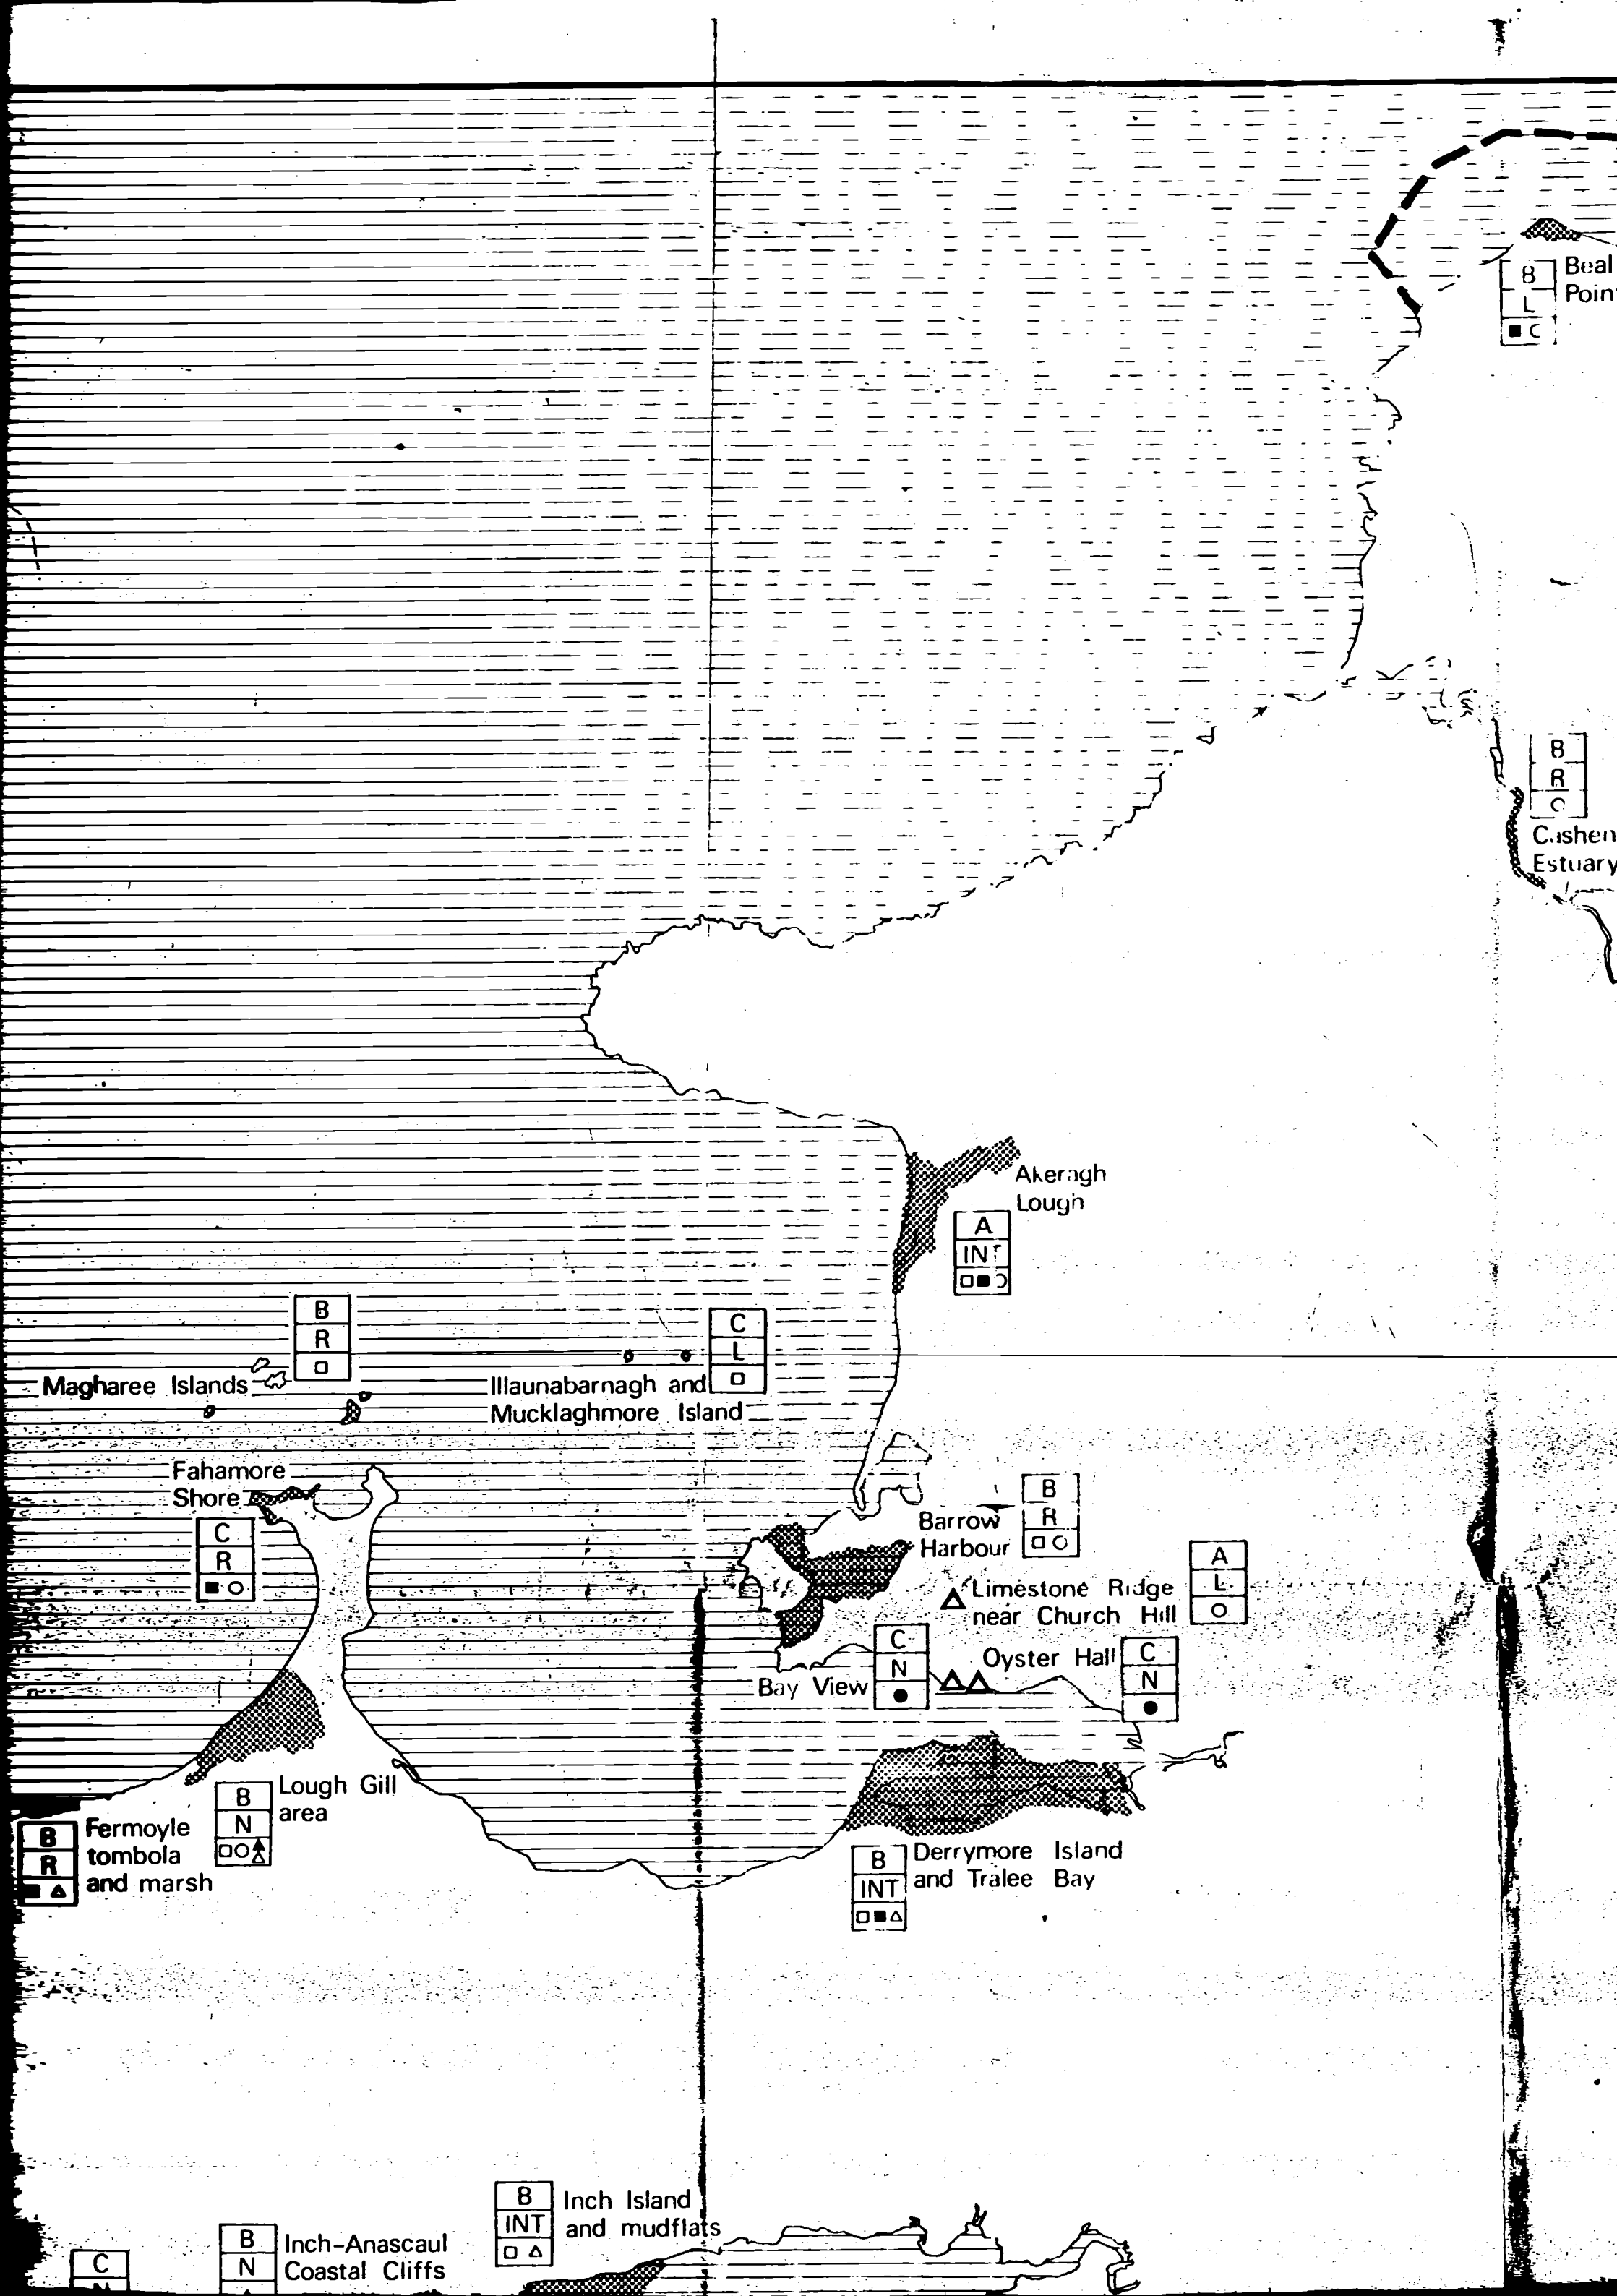 B
L
Beal
Poin
B
R
Cashen
Estuary
Akeragh
Lough
A
INT
B
R
Magharee Islands
C
L
Illaunabarnagh and
Mucklaghmore Island
Fahamore
Shore
C
R
B
R
Barrow
Harbour
A
L
Limestone Ridge
near Church Hill
C
N
Bay View
Oyster Hall
C
N
B
N
Lough Gill
area
B
R
Fermoyle
tombola
and marsh
B
INT
Derrymore Island
and Tralee Bay
B
INT
Inch Island
and mudflats
B
N
Inch-Anascaul
Coastal Cliffs
C
N